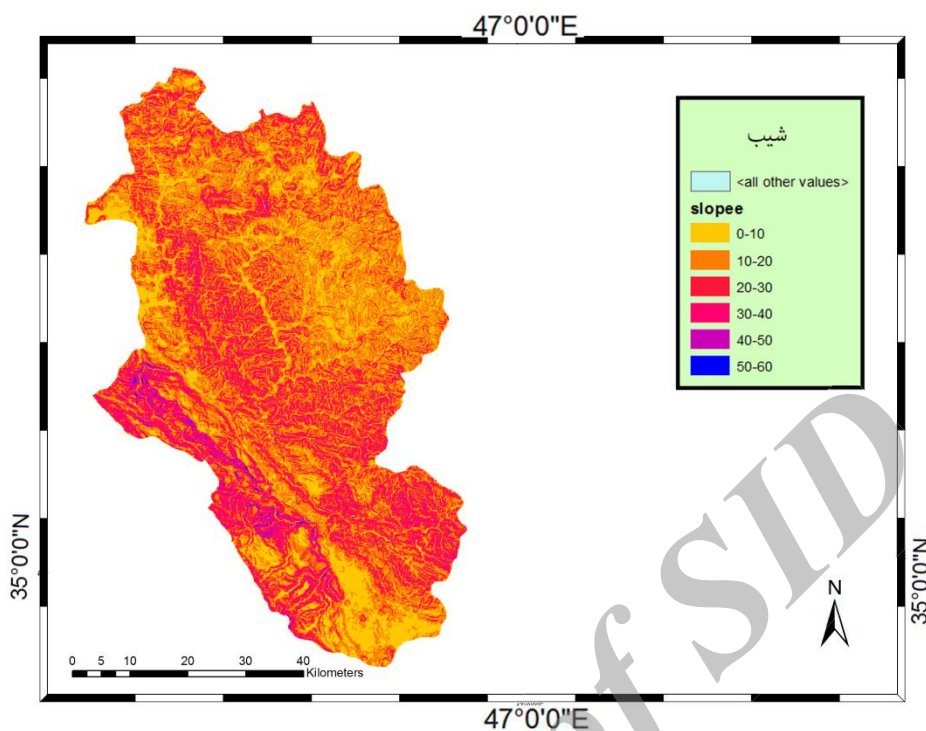 47°0'0"E
شیب
<all other values>
slopee
0-10
10-20
20-30
30-40
40-50
50-60
35°0'0"N
35°0'0"N
N
0 5 10 20 30 40
Kilometers
47°0'0"E
of SID